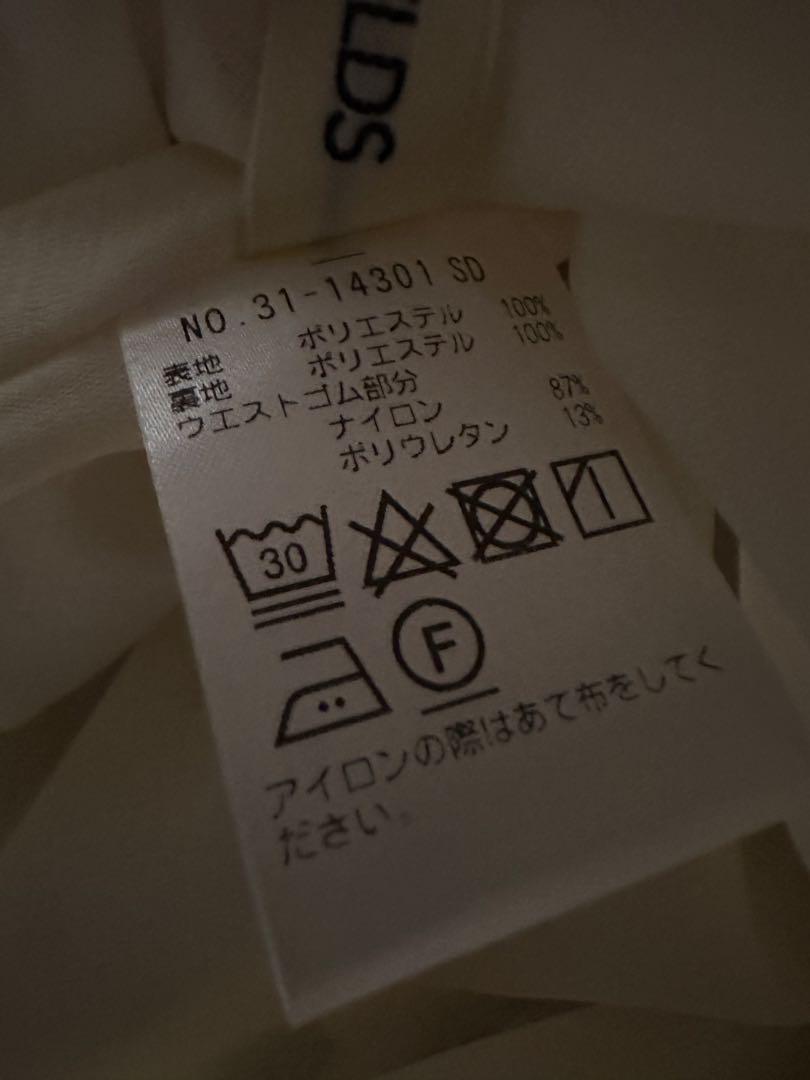 LDS
NO.31-14301 SD
表地 ポリエステル 100%
裏地 ポリエステル 100%
ウエストゴム部分
ナイロン 87%
ポリウレタン 13%
30
F
アイロンの際はあて布をしてく
ださい。